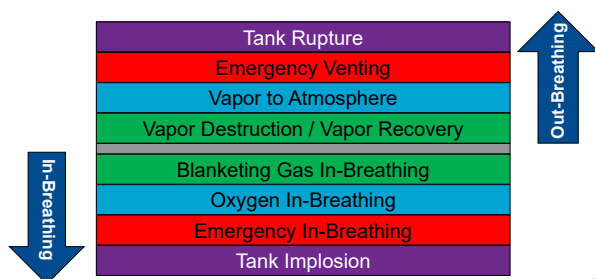 Tank Rupture
Emergency Venting
Vapor to Atmosphere
Vapor Destruction / Vapor Recovery
Blanketing Gas In-Breathing
Oxygen In-Breathing
Emergency In-Breathing
Tank Implosion
Out-Breathing
In-Breathing